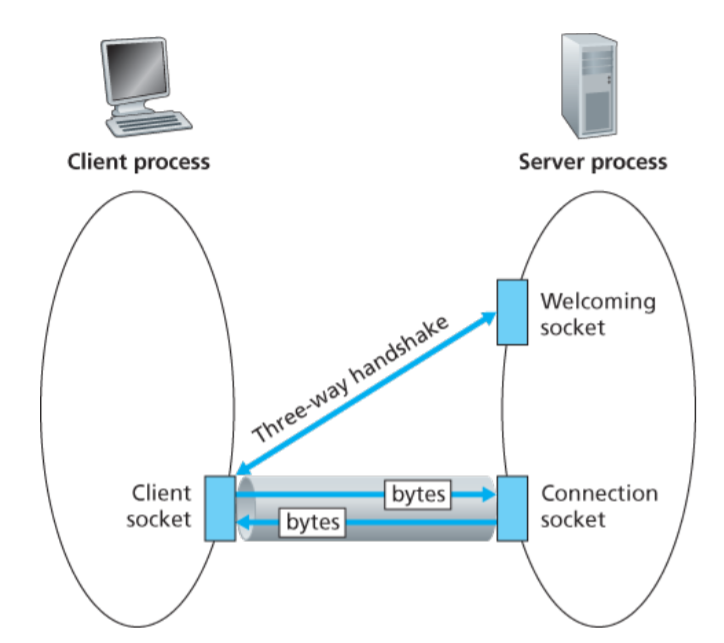 Client process
Server process
Welcoming
socket
Three-way handshake
Client
socket
bytes
bytes
Connection
socket